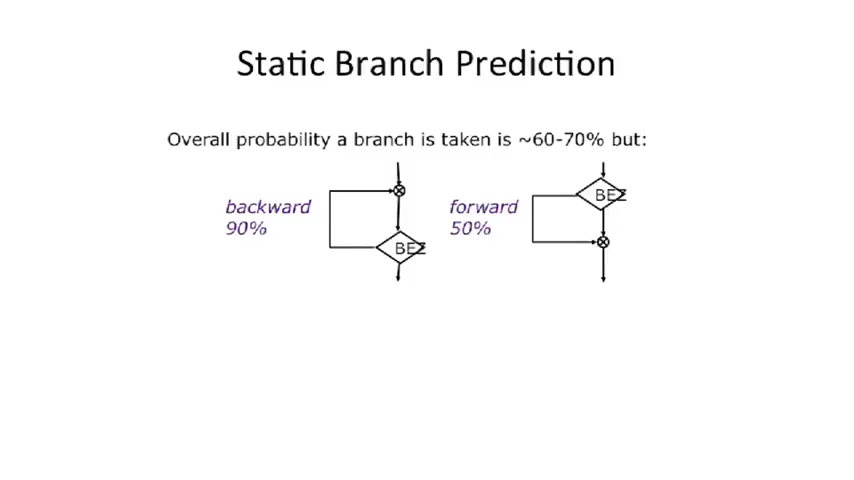 Static Branch Prediction
Overall probability a branch is taken is ~60-70% but:
backward
90%
BEZ
forward
50%
BEZ